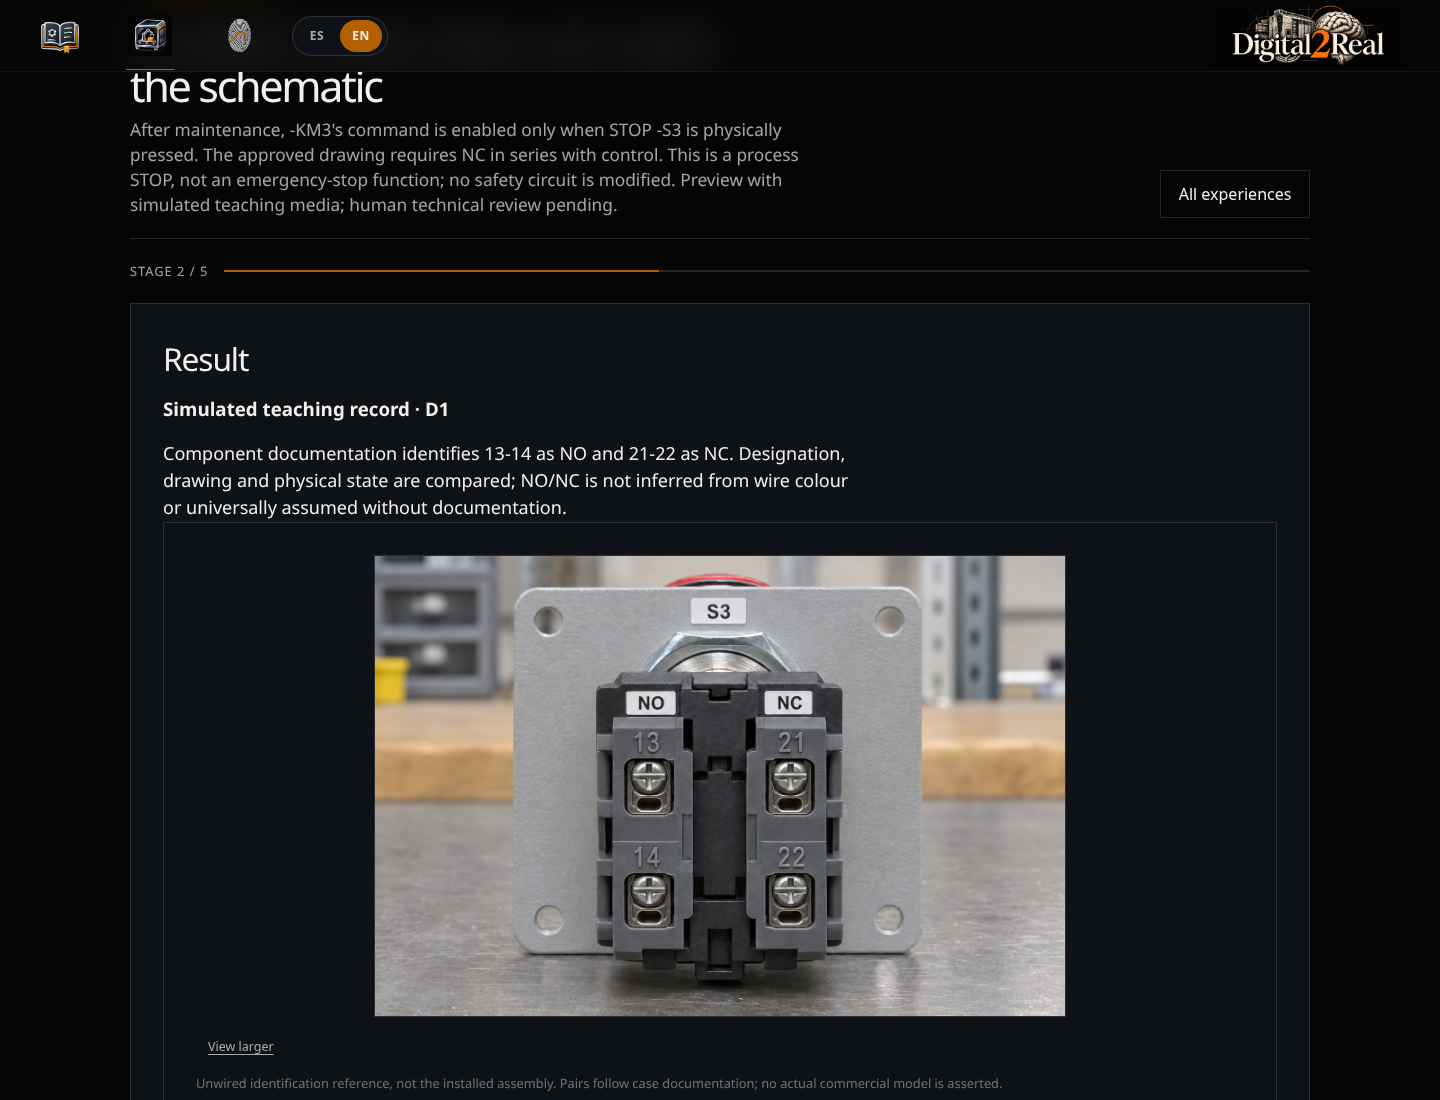 ES
EN
Digital2Real
the schematic
After maintenance, -KM3's command is enabled only when STOP -S3 is physically
pressed. The approved drawing requires NC in series with control. This is a process
STOP, not an emergency-stop function; no safety circuit is modified. Preview with
simulated teaching media; human technical review pending.
All experiences
STAGE 2 / 5
Result
Simulated teaching record · D1
Component documentation identifies 13-14 as NO and 21-22 as NC. Designation,
drawing and physical state are compared; NO/NC is not inferred from wire colour
or universally assumed without documentation.
S3
NO
NC
13
21
14
22
View larger
Unwired identification reference, not the installed assembly. Pairs follow case documentation; no actual commercial model is asserted.